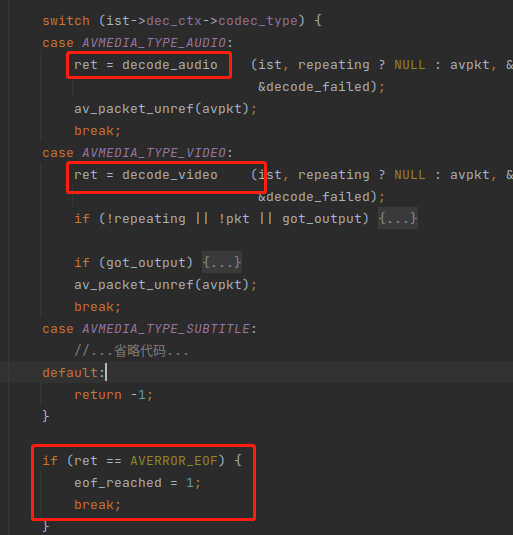 switch (ist->dec_ctx->codec_type) {
case AVMEDIA_TYPE_AUDIO:
    ret = decode_audio    (ist, repeating ? NULL : avpkt, &
                           &decode_failed);
    av_packet_unref(avpkt);
    break;
case AVMEDIA_TYPE_VIDEO:
    ret = decode_video    (ist, repeating ? NULL : avpkt, &
                           &decode_failed);
    if (!repeating || !pkt || got_output) {...}
    if (got_output) {...}
    av_packet_unref(avpkt);
    break;
case AVMEDIA_TYPE_SUBTITLE:
    //...省略代码...
default:
    return -1;
}
if (ret == AVERROR_EOF) {
    eof_reached = 1;
    break;
}